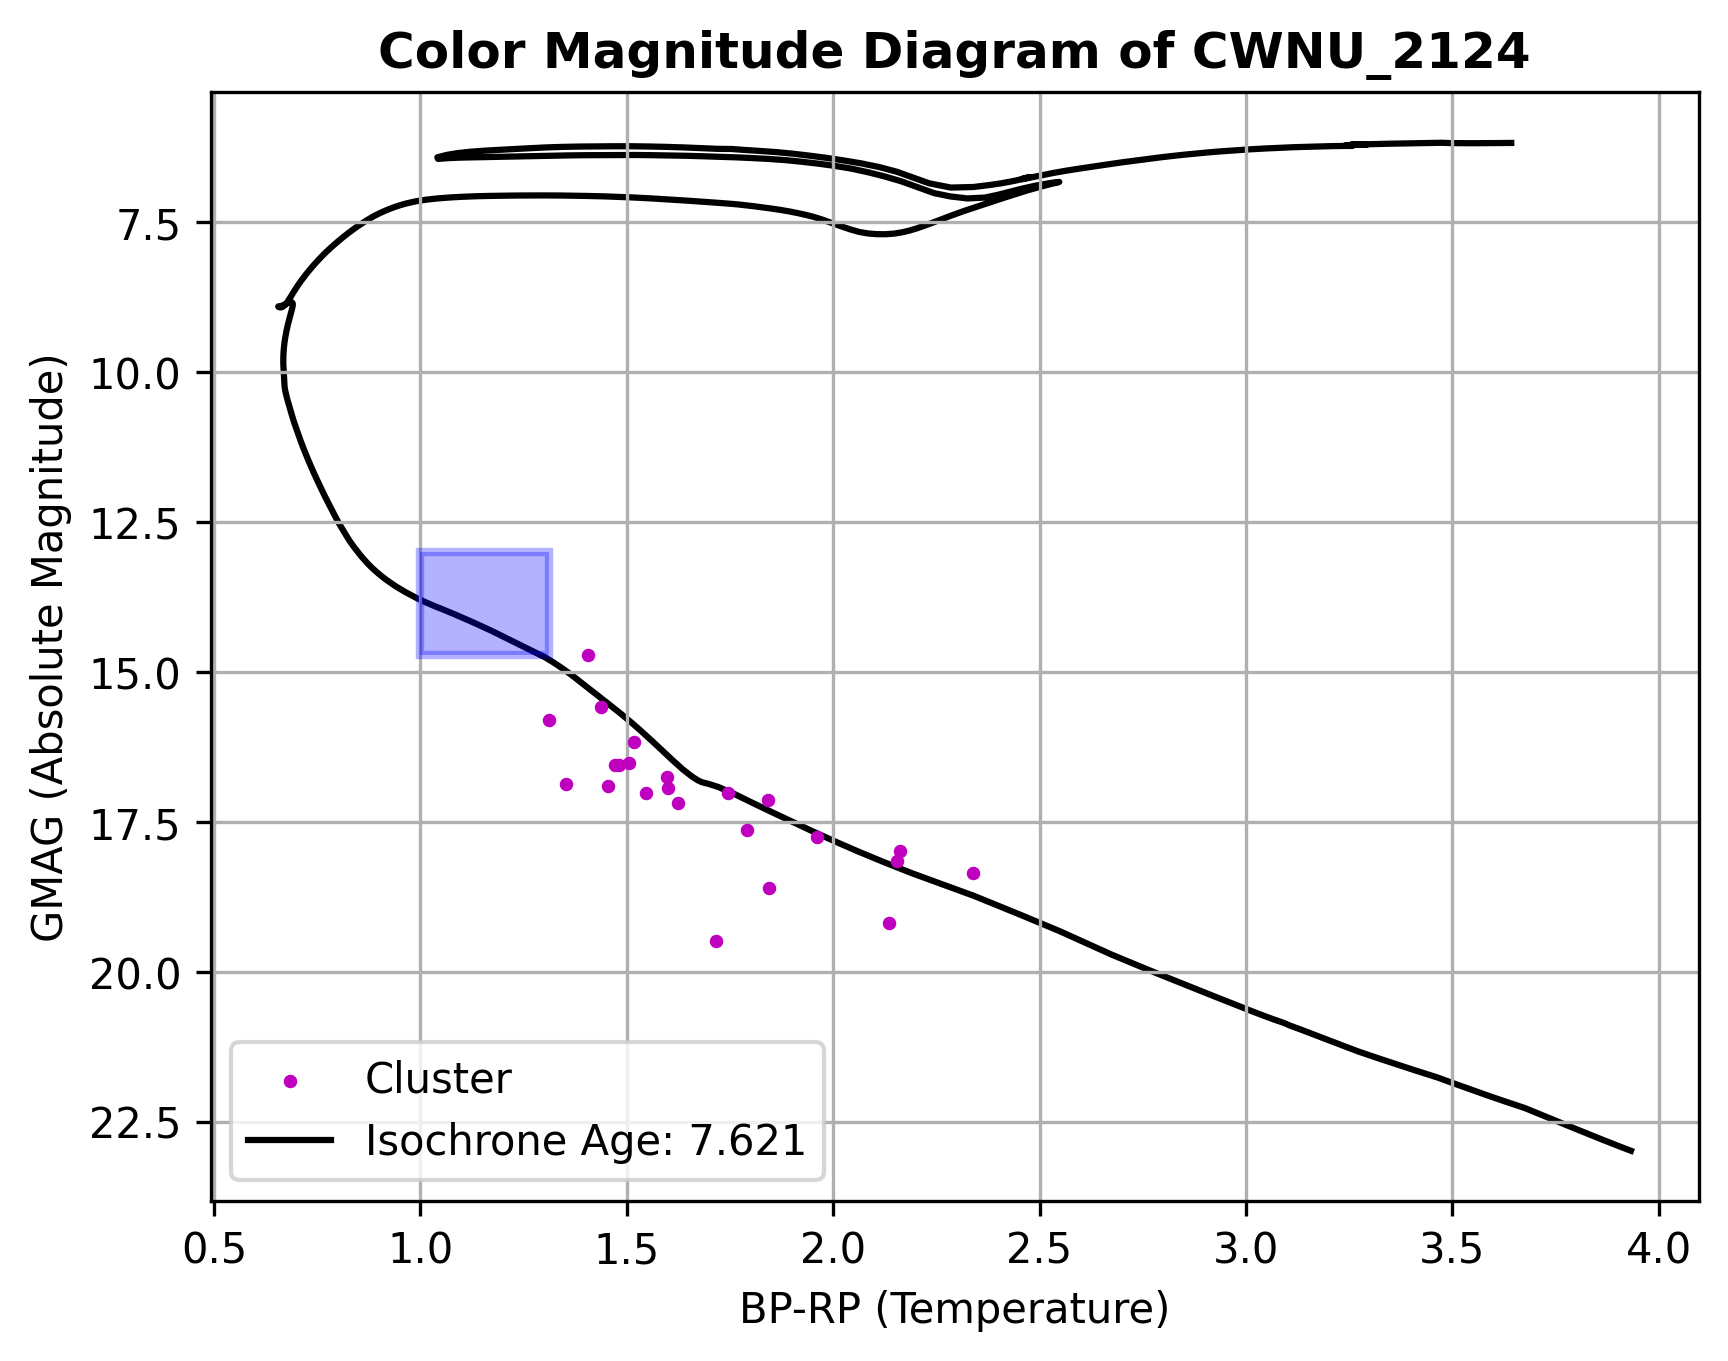 Color Magnitude Diagram of CWNU_2124
GMAG (Absolute Magnitude)
7.5
10.0
12.5
15.0
17.5
20.0
22.5
Cluster
Isochrone Age: 7.621
0.5 1.0 1.5 2.0 2.5 3.0 3.5 4.0
BP-RP (Temperature)